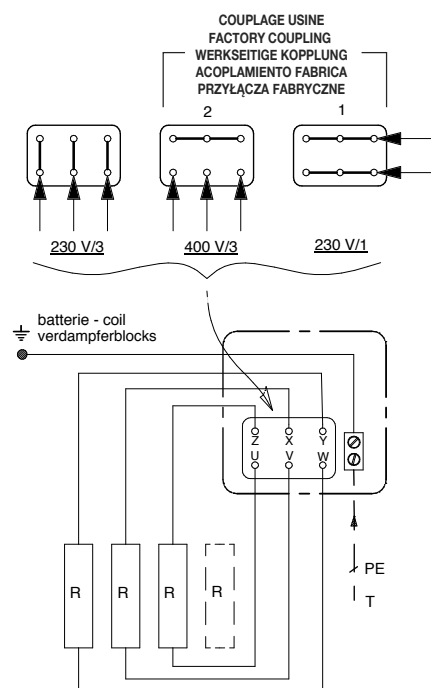 COUPLAGE USINE
FACTORY COUPLING
WERKSEITIGE KOPPLUNG
ACOPLAMIENTO FABRICA
PRZYŁĄCZA FABRYCZNE
2 1
230 V/3 400 V/3 230 V/1
batterie - coil
verdampferblocks
Z X Y
U V W
PE
T
R R R R